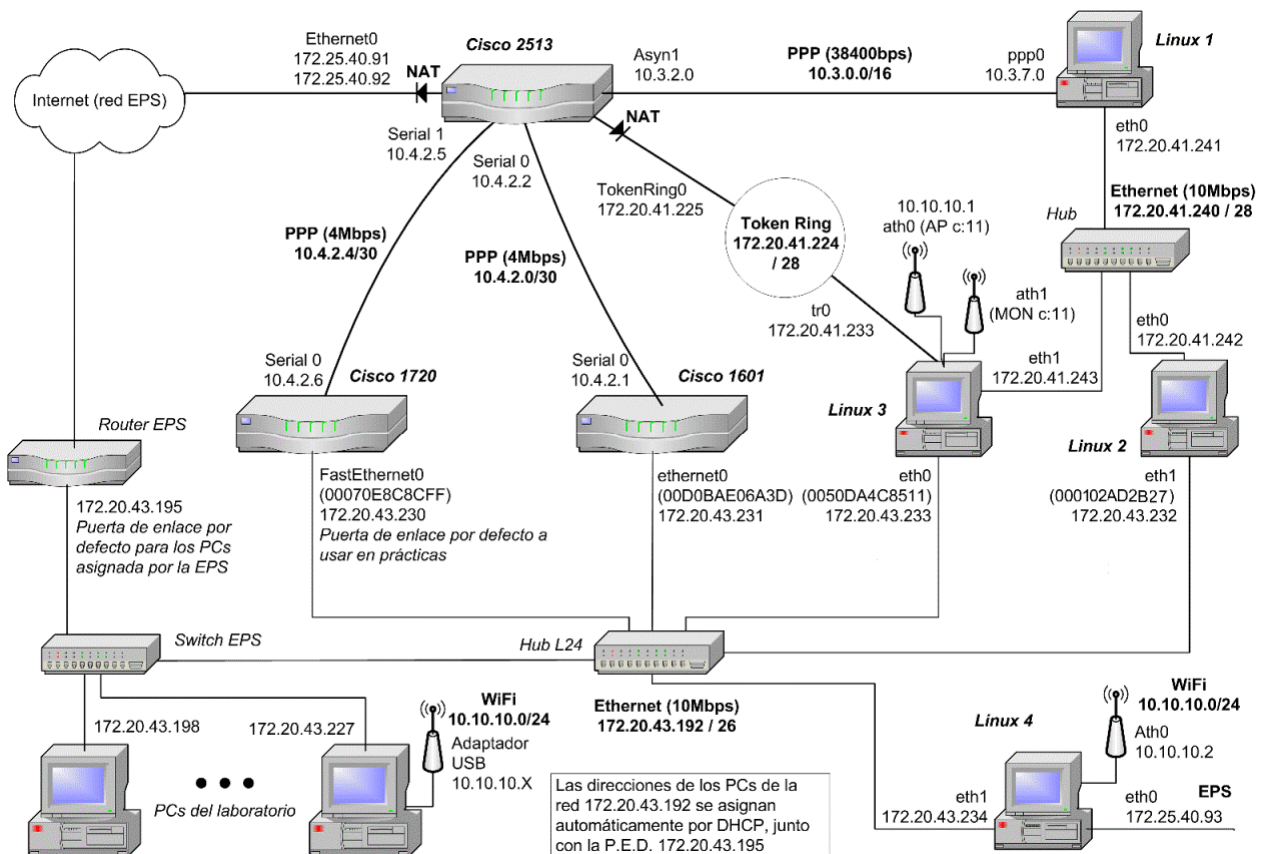 Ethernet0
172.25.40.91
172.25.40.92
NAT
Cisco 2513
Asyn1
10.3.2.0
PPP (38400bps)
10.3.0.0/16
ppp0
10.3.7.0
Linux 1
Internet (red EPS)
eth0
172.20.41.241
Serial 1
10.4.2.5
Serial 0
10.4.2.2
NAT
TokenRing0
172.20.41.225
Token Ring
172.20.41.224
/ 28
10.10.10.1
ath0 (AP c:11)
Ethernet (10Mbps)
172.20.41.240 / 28
Hub
PPP (4Mbps)
10.4.2.4/30
PPP (4Mbps)
10.4.2.0/30
ath1
(MON c:11)
tr0
172.20.41.233
eth0
172.20.41.242
Serial 0
10.4.2.6
Cisco 1720
Serial 0
10.4.2.1
Cisco 1601
eth1
172.20.41.243
Linux 3
Linux 2
Router EPS
172.20.43.195
Puerta de enlace por
defecto para los PCs
asignada por la EPS
FastEthernet0
(00070E8C8CFF)
172.20.43.230
Puerta de enlace por defecto a
usar en prácticas
ethernet0
(00D0BAE06A3D)
172.20.43.231
eth0
(0050DA4C8511)
172.20.43.233
eth1
(000102AD2B27)
172.20.43.232
Switch EPS
Hub L24
Ethernet (10Mbps)
172.20.43.192 / 26
172.20.43.198
172.20.43.227
WiFi
10.10.10.0/24
Adaptador
USB
10.10.10.X
PCs del laboratorio
Las direcciones de los PCs de la
red 172.20.43.192 se asignan
automáticamente por DHCP, junto
con la P.E.D. 172.20.43.195
Linux 4
WiFi
10.10.10.0/24
Ath0
10.10.10.2
eth1
172.20.43.234
eth0
172.25.40.93
EPS